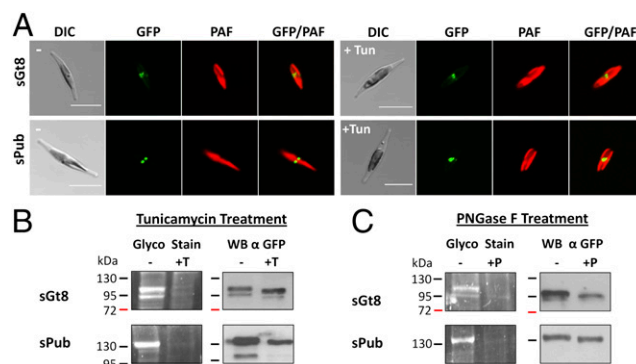 A
DIC GFP PAF GFP/PAF DIC GFP PAF GFP/PAF
sGt8 - + Tun
sPub - +Tun
B
Tunicamycin Treatment
Glyco Stain WB α GFP
kDa - +T - +T
130
95
72
sGt8
130
95
sPub
C
PNGase F Treatment
Glyco Stain WB α GFP
kDa - +P - +P
130
95
72
sGt8
130
sPub